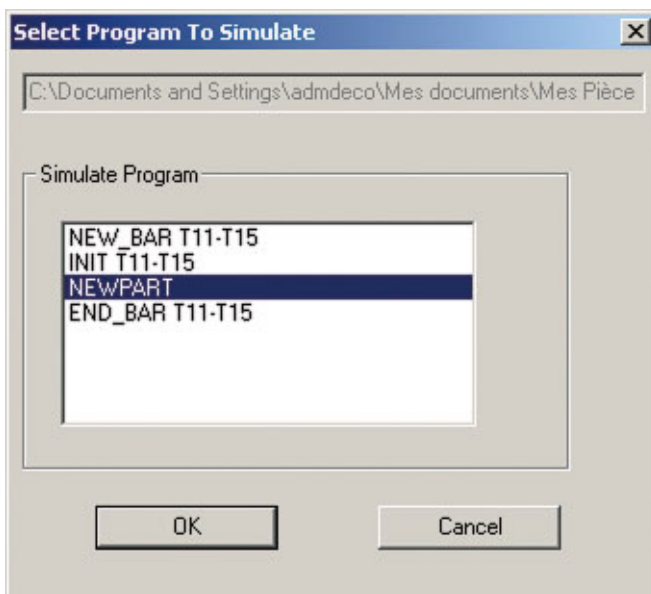 Select Program To Simulate
C:\Documents and Settings\admdeco\Mes documents\Mes Pièce
Simulate Program
NEW_BAR T11-T15
INIT T11-T15
NEWPART
END_BAR T11-T15
OK
Cancel